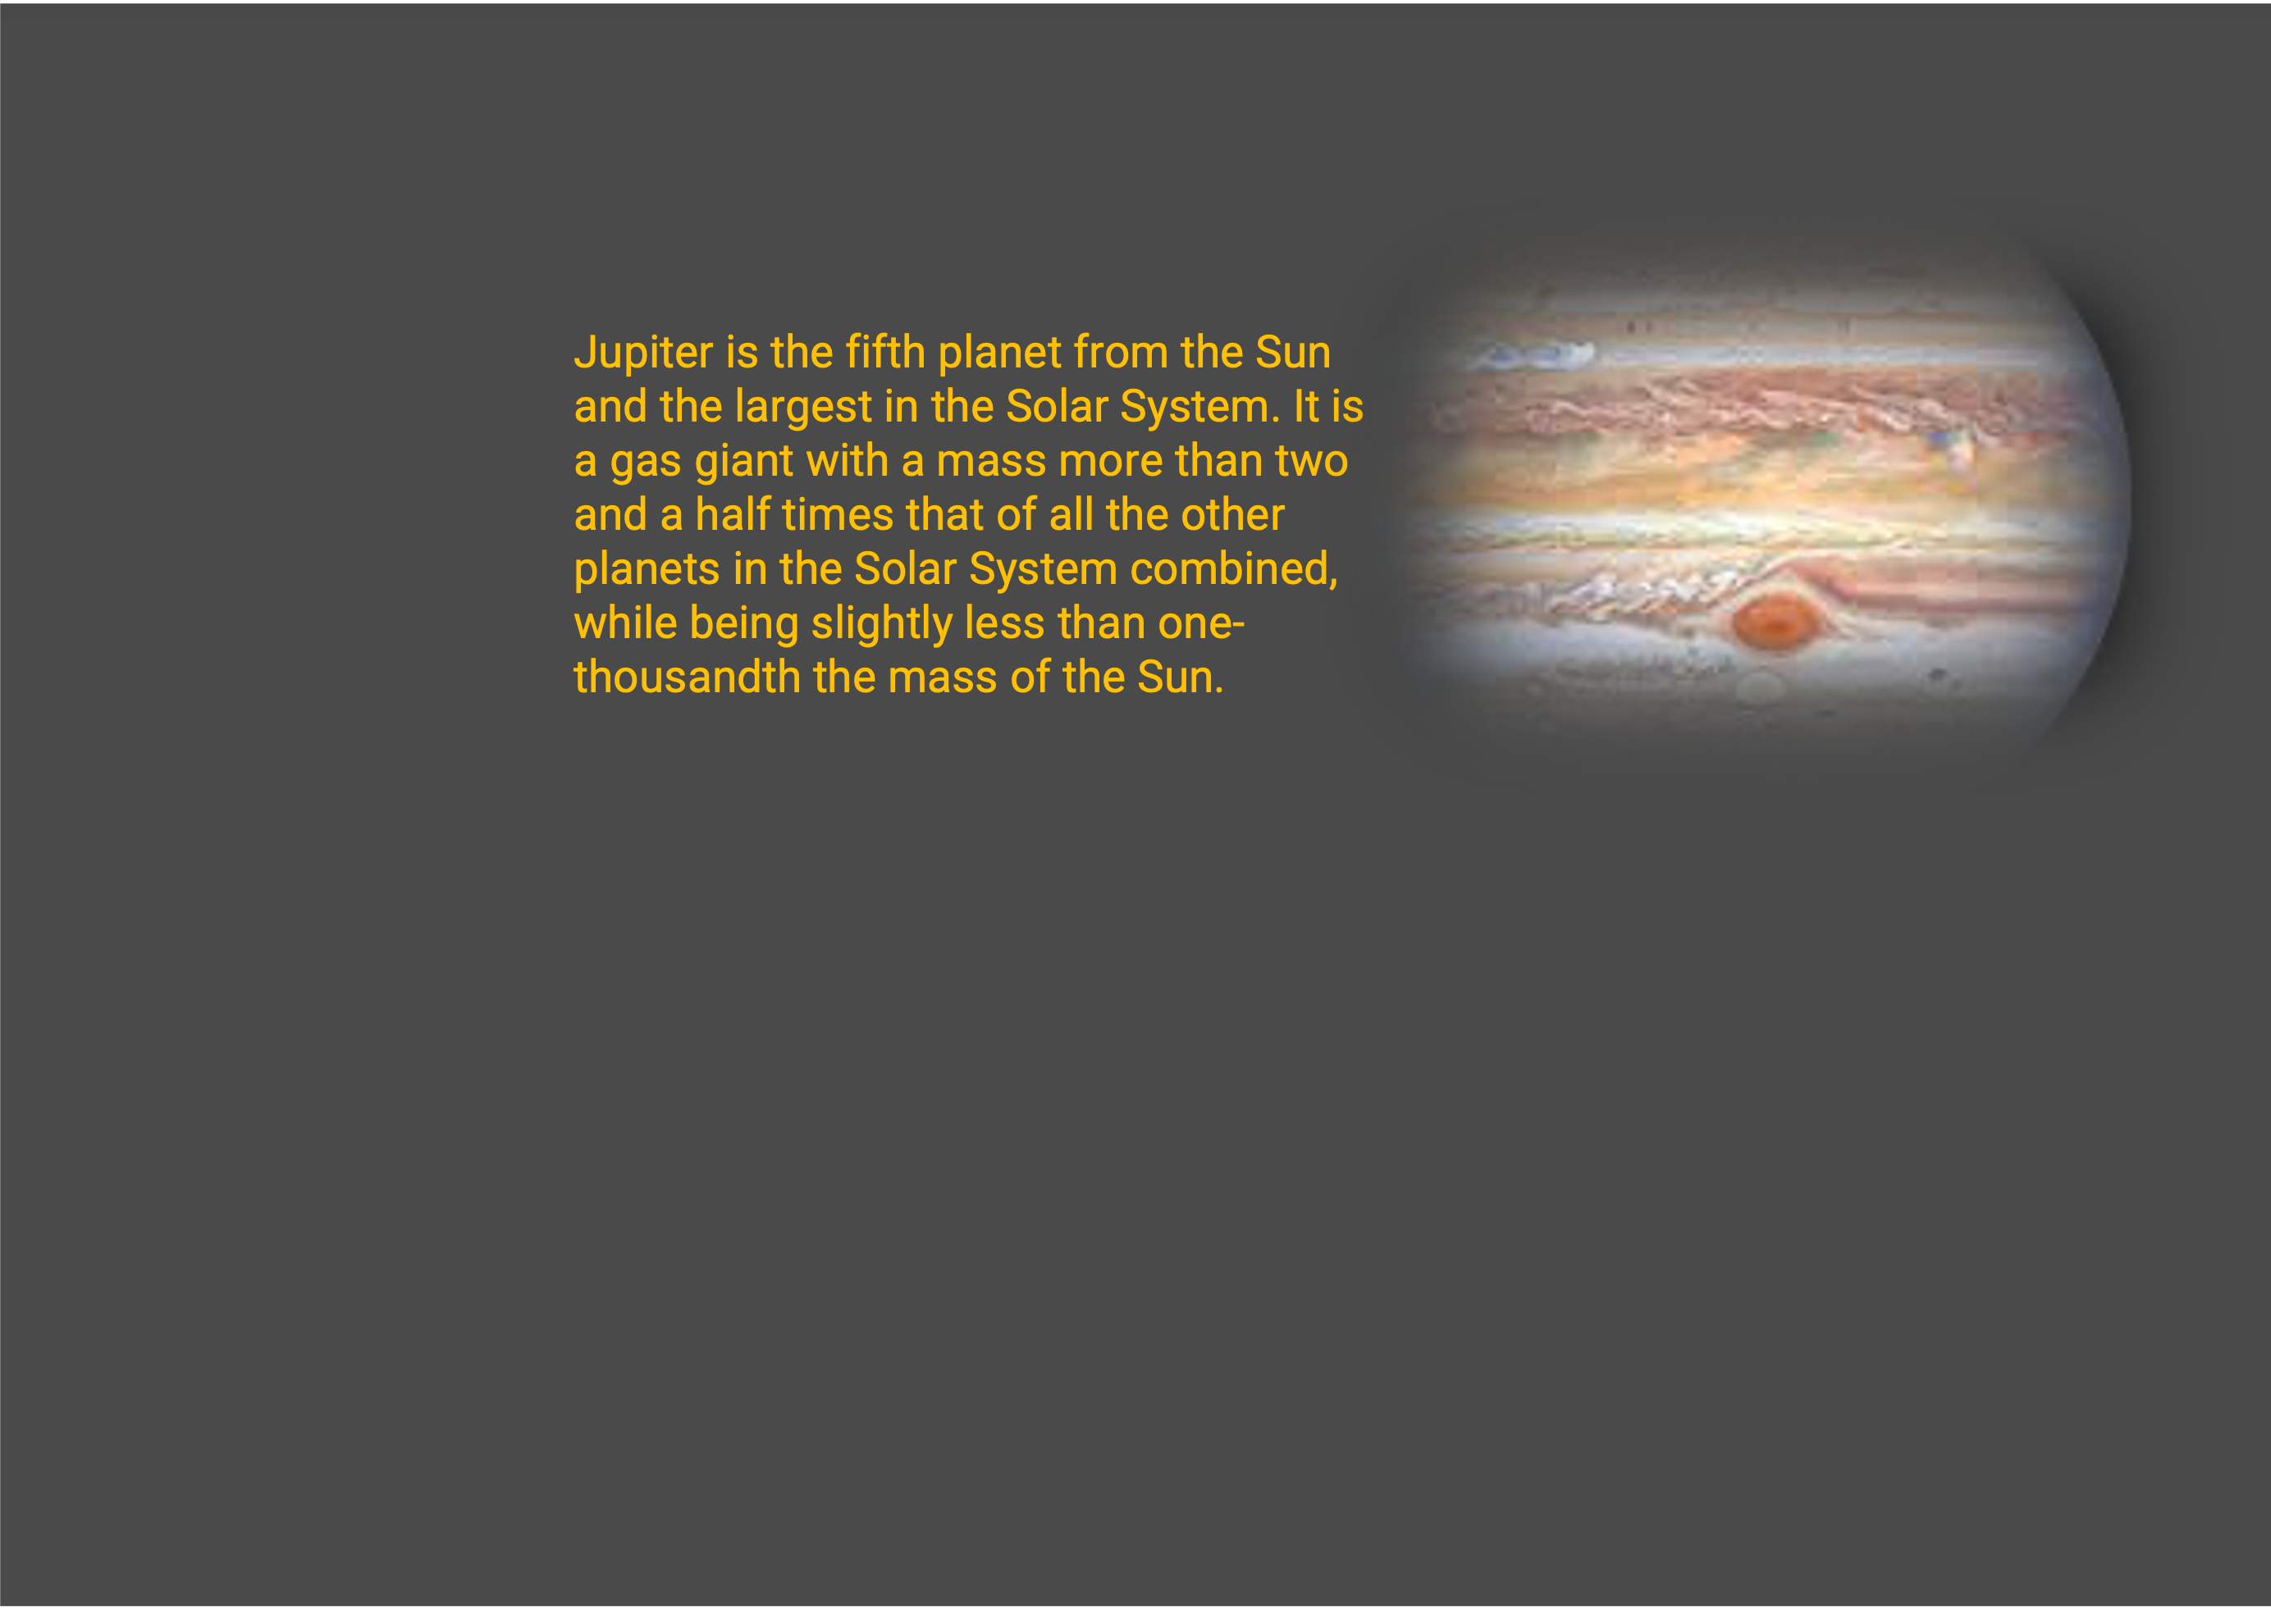 Jupiter is the fifth planet from the Sun
and the largest in the Solar System. It is
a gas giant with a mass more than two
and a half times that of all the other
planets in the Solar System combined,
while being slightly less than one-
thousandth the mass of the Sun.